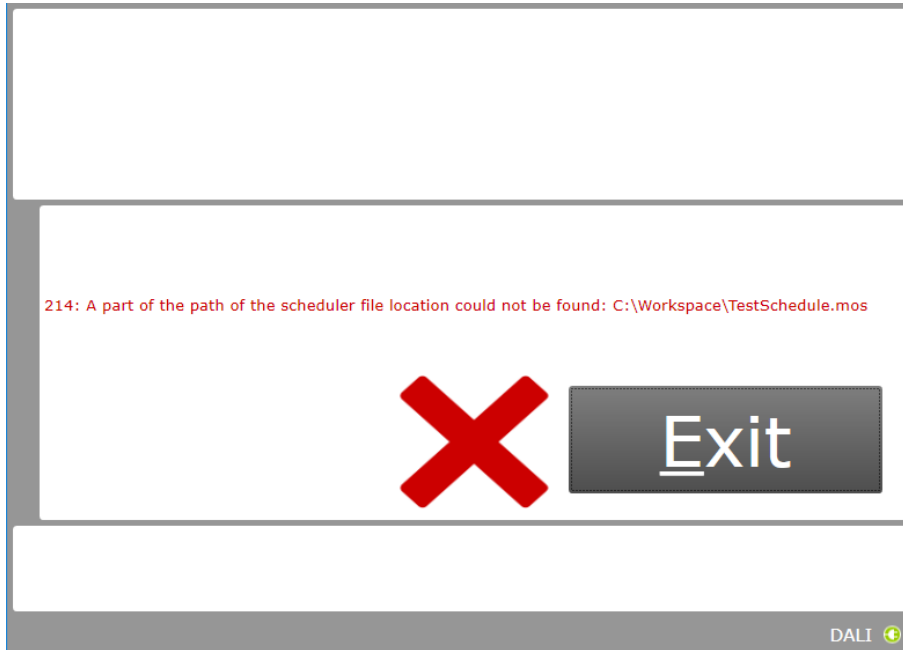 214: A part of the path of the scheduler file location could not be found: C:\Workspace\TestSchedule.mos
Exit
DALI